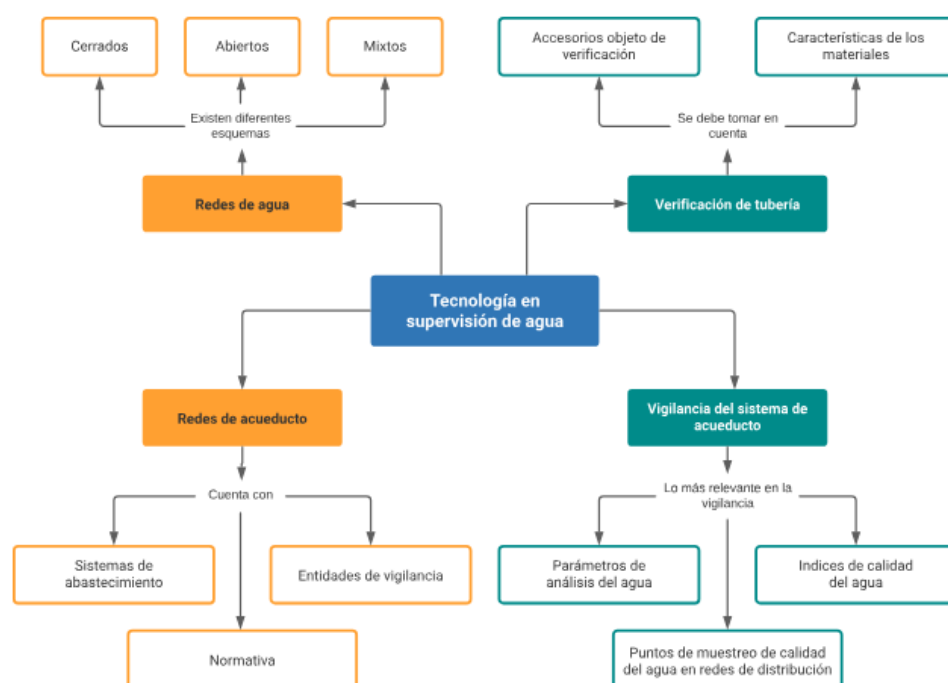 Cerrados
Abiertos
Mixtos
Accesorios objeto de
verificación
Características de los
materiales
Existen diferentes
esquemas
Se debe tomar en
cuenta
Redes de agua
Verificación de tubería
Tecnología en
supervisión de agua
Redes de acueducto
Vigilancia del sistema de
acueducto
Cuenta con
Lo más relevante en la
vigilancia
Sistemas de
abastecimiento
Entidades de vigilancia
Parámetros de
análisis del agua
Indices de calidad
del agua
Normativa
Puntos de muestreo de calidad
del agua en redes de distribución